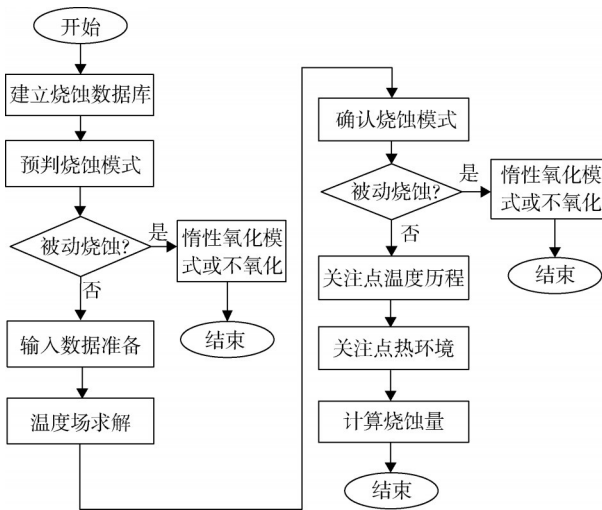 开始
建立烧蚀数据库
预判烧蚀模式
被动烧蚀?
是
惰性氧化模
式或不氧化
结束
否
输入数据准备
温度场求解
确认烧蚀模式
被动烧蚀?
是
惰性氧化模
式或不氧化
结束
否
关注点温度历程
关注点热环境
计算烧蚀量
结束